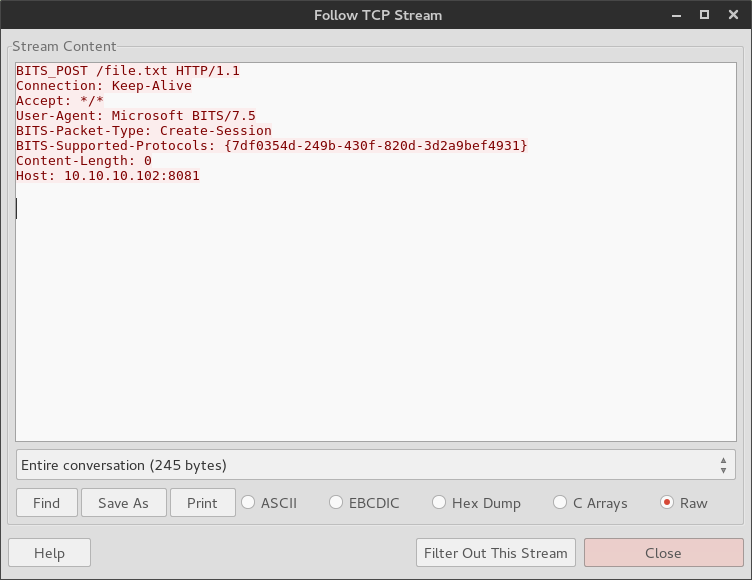 Follow TCP Stream
Stream Content
BITS_POST /file.txt HTTP/1.1
Connection: Keep-Alive
Accept: */*
User-Agent: Microsoft BITS/7.5
BITS-Packet-Type: Create-Session
BITS-Supported-Protocols: {7df0354d-249b-430f-820d-3d2a9bef4931}
Content-Length: 0
Host: 10.10.10.102:8081
Entire conversation (245 bytes)
Find Save As Print ASCII EBCDIC Hex Dump C Arrays Raw
Help Filter Out This Stream Close